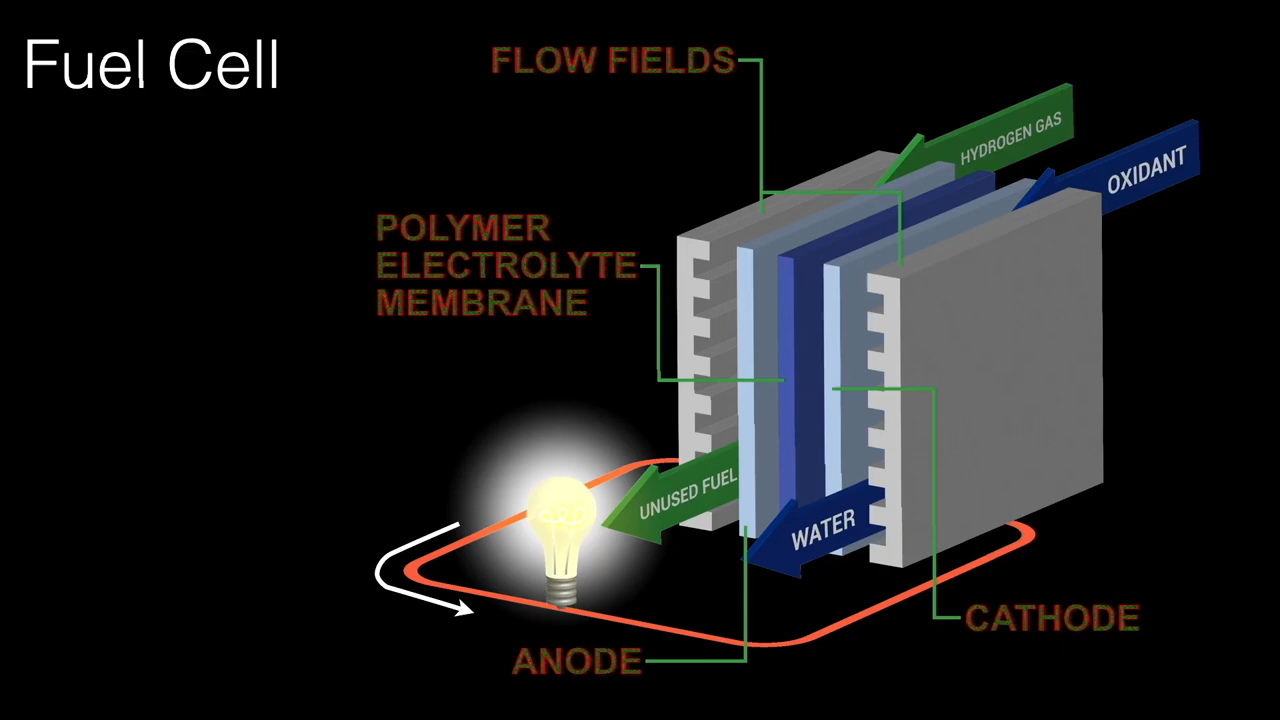 Fuel Cell
FLOW FIELDS
HYDROGEN GAS
OXIDANT
POLYMER
ELECTROLYTE
MEMBRANE
UNUSED FUEL
WATER
CATHODE
ANODE